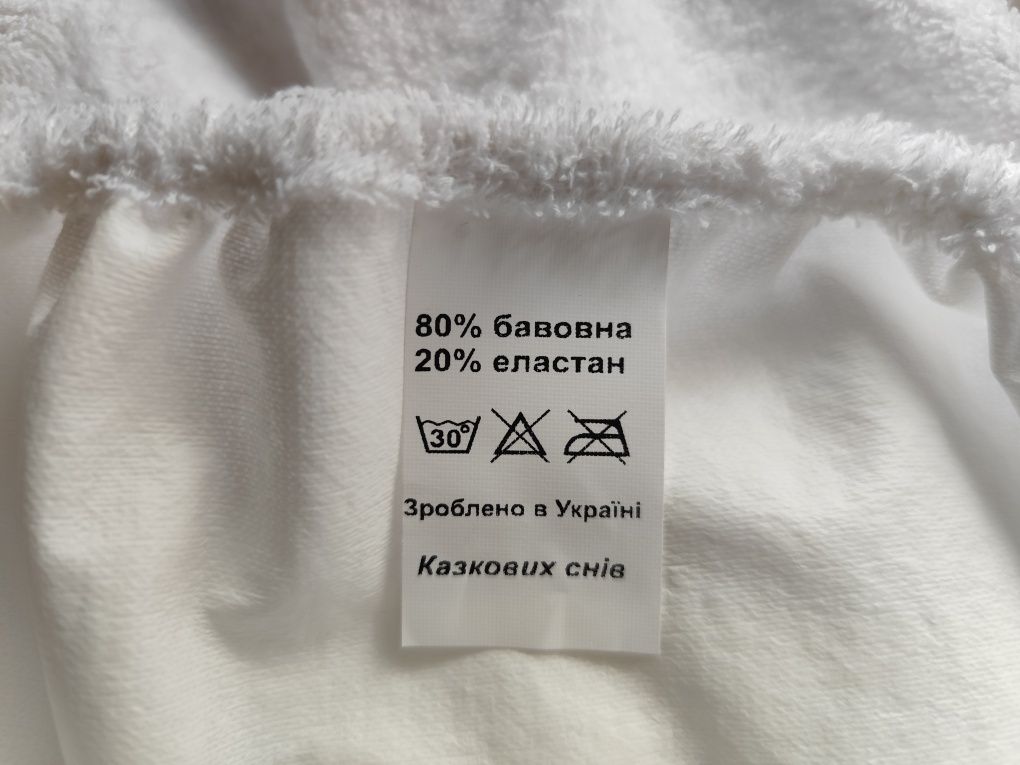 80% бавовна
20% еластан
30°
Зроблено в Україні
Казкових снів